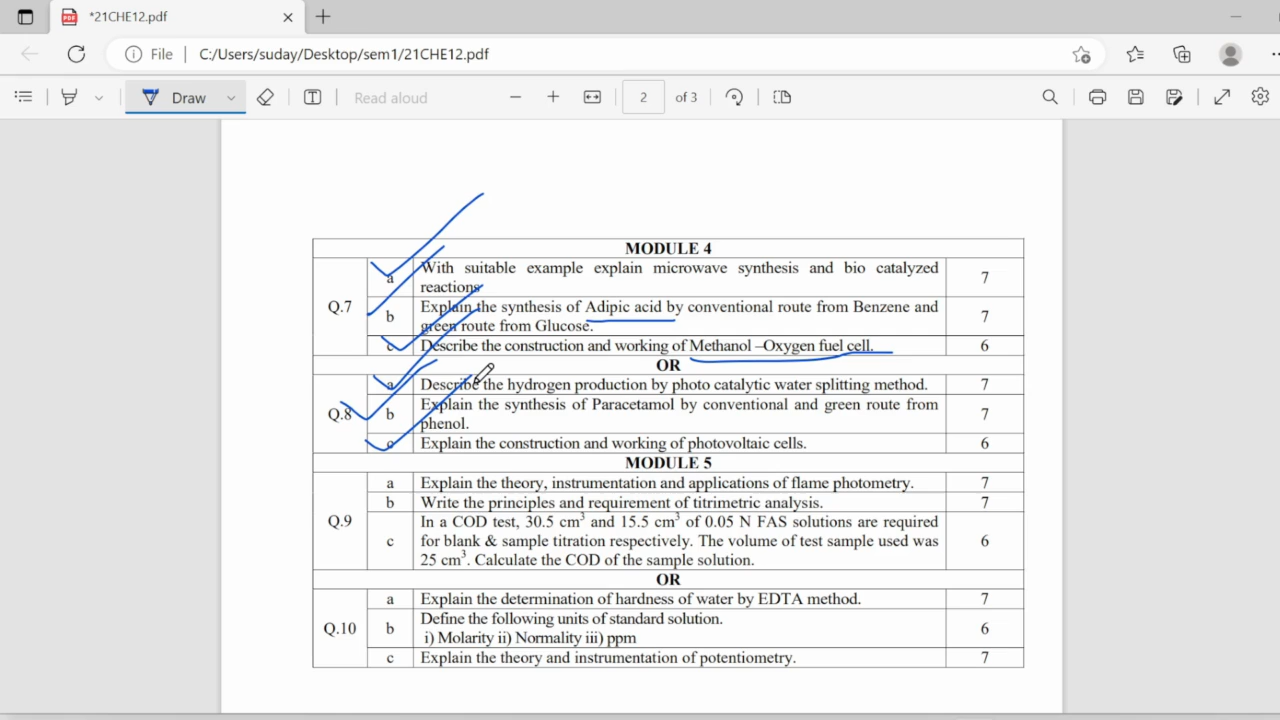 *21CHE12.pdf
File C:/Users/suday/Desktop/sem1/21CHE12.pdf
Draw Read aloud 2 of 3
MODULE 4
Q.7 a With suitable example explain microwave synthesis and bio catalyzed 7
reactions
b Explain the synthesis of Adipic acid by conventional route from Benzene and 7
green route from Glucose.
c Describe the construction and working of Methanol –Oxygen fuel cell. 6
OR
Q.8 a Describe the hydrogen production by photo catalytic water splitting method. 7
b Explain the synthesis of Paracetamol by conventional and green route from 7
phenol.
c Explain the construction and working of photovoltaic cells. 6
MODULE 5
Q.9 a Explain the theory, instrumentation and applications of flame photometry. 7
b Write the principles and requirement of titrimetric analysis. 7
c In a COD test, 30.5 cm³ and 15.5 cm³ of 0.05 N FAS solutions are required 6
for blank & sample titration respectively. The volume of test sample used was
25 cm³. Calculate the COD of the sample solution.
OR
Q.10 a Explain the determination of hardness of water by EDTA method. 7
b Define the following units of standard solution. 6
i) Molarity ii) Normality iii) ppm
c Explain the theory and instrumentation of potentiometry. 7